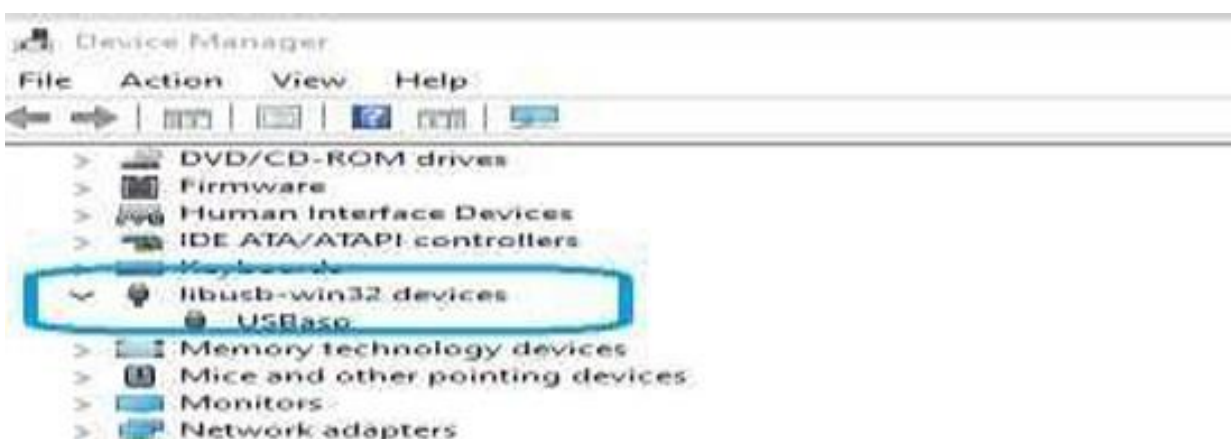 Device Manager
File Action View Help
DVD/CD-ROM drives
Firmware
Human Interface Devices
IDE ATA/ATAPI controllers
Keyboards
libusb-win32 devices
USBasp
Memory technology devices
Mice and other pointing devices
Monitors
Network adapters